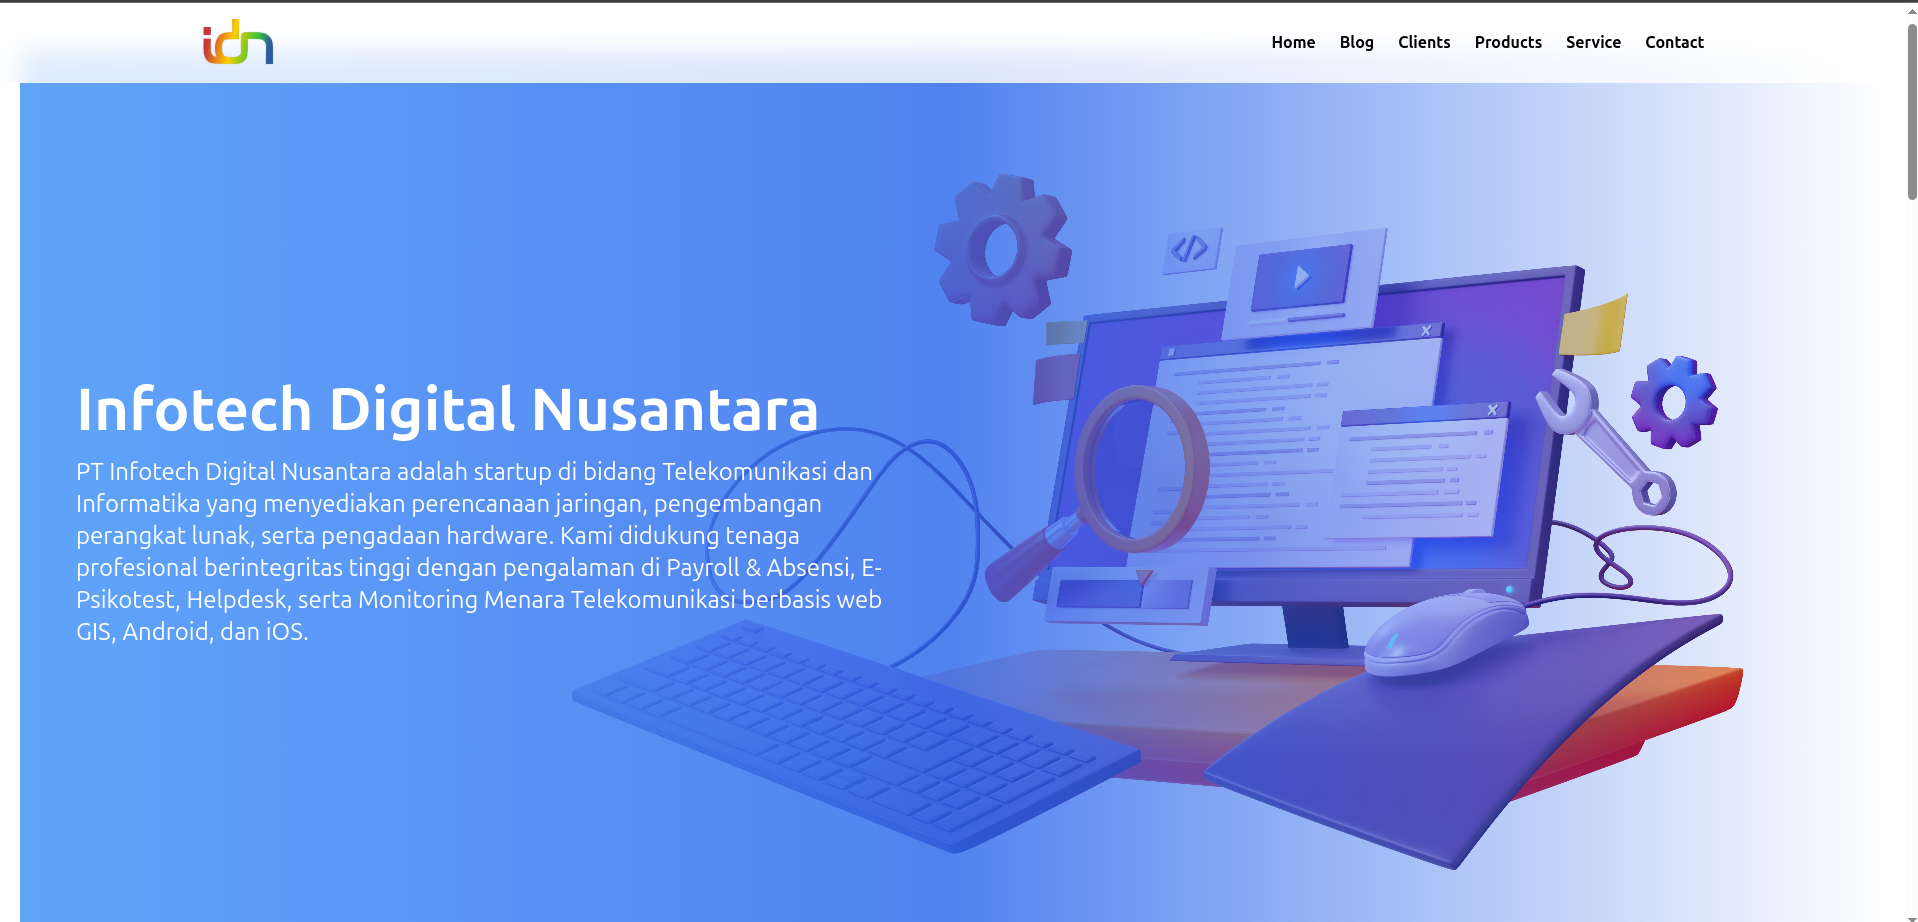 idn
Home Blog Clients Products Service Contact
Infotech Digital Nusantara
PT Infotech Digital Nusantara adalah startup di bidang Telekomunikasi dan
Informatika yang menyediakan perencanaan jaringan, pengembangan
perangkat lunak, serta pengadaan hardware. Kami didukung tenaga
profesional berintegritas tinggi dengan pengalaman di Payroll & Absensi, E-
Psikotest, Helpdesk, serta Monitoring Menara Telekomunikasi berbasis web
GIS, Android, dan iOS.